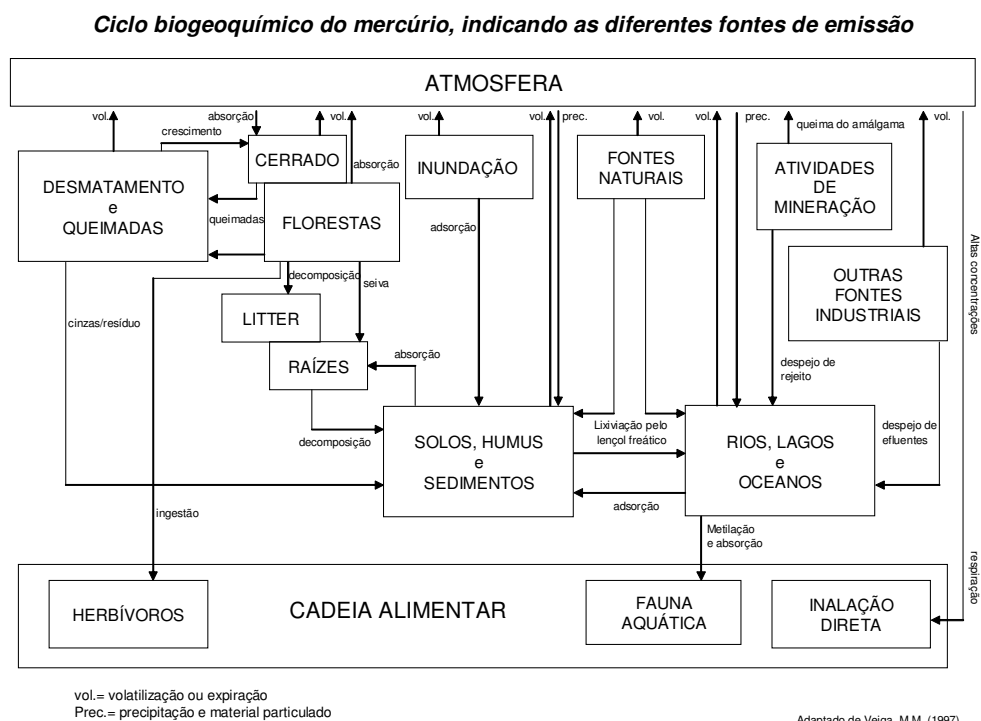 Ciclo biogeoquímico do mercúrio, indicando as diferentes fontes de emissão
ATMOSFERA
vol.
absorção
vol.
vol.
vol.
prec.
vol.
vol.
prec.
queima do amálgama
vol.
crescimento
CERRADO
absorção
INUNDAÇÃO
FONTES
NATURAIS
ATIVIDADES
DE
MINERAÇÃO
DESMATAMENTO
e
QUEIMADAS
queimadas
FLORESTAS
adsorção
Altas concentrações
OUTRAS
FONTES
INDUSTRIAIS
decomposição
seiva
cinzas/resíduo
LITTER
RAÍZES
absorção
despejo de
rejeito
decomposição
SOLOS, HUMUS
e
SEDIMENTOS
Lixiviação pelo
lençol freático
RIOS, LAGOS
e
OCEANOS
despejo de
efluentes
adsorção
ingestão
Metilação
e absorção
respiração
HERBÍVOROS
CADEIA ALIMENTAR
FAUNA
AQUÁTICA
INALAÇÃO
DIRETA
vol.= volatilização ou expiração
Prec.= precipitação e material particulado
Adaptado de Veiga, M.M. (1997)